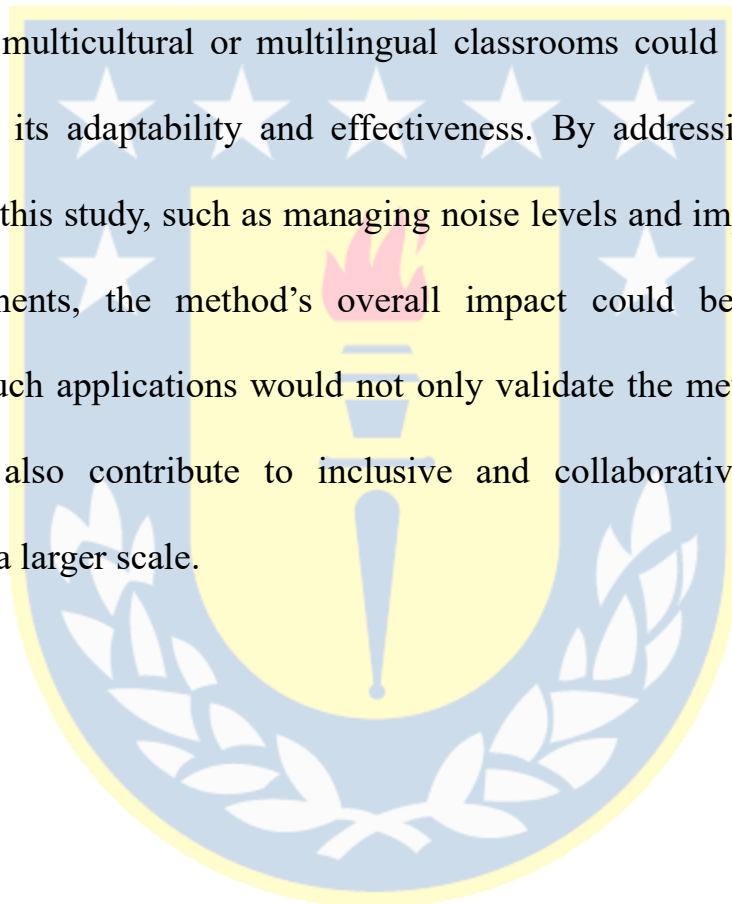 multicultural or multilingual classrooms could
its adaptability and effectiveness. By addressi
this study, such as managing noise levels and im
nents, the method’s overall impact could be
uch applications would not only validate the me
also contribute to inclusive and collaborativ
a larger scale.